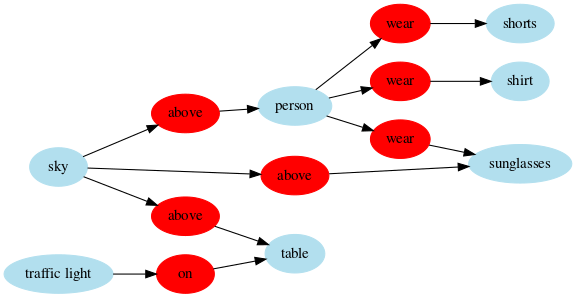 wear
shorts
above
person
wear
shirt
wear
sky
above
sunglasses
above
table
traffic light
on